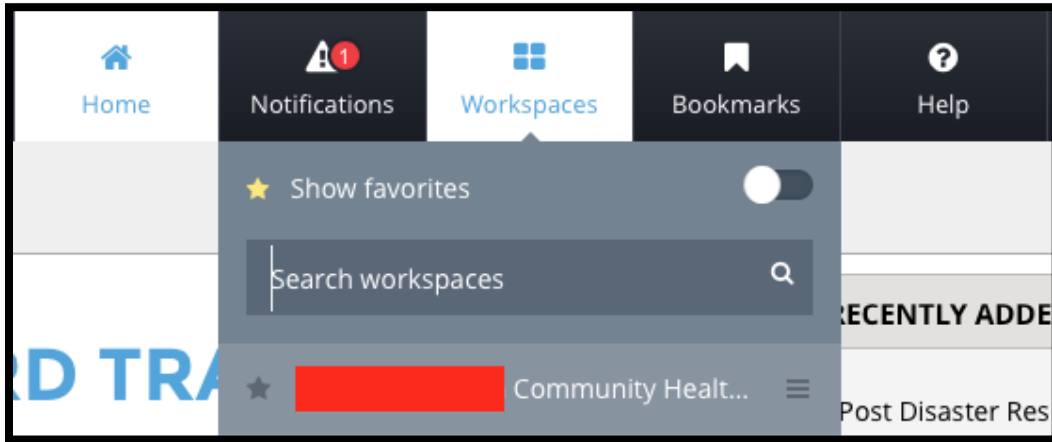 Home
1
Notifications
Workspaces
Bookmarks
Help
Show favorites
Search workspaces
RECENTLY ADDE
RD TRA
Community Healt...
Post Disaster Res